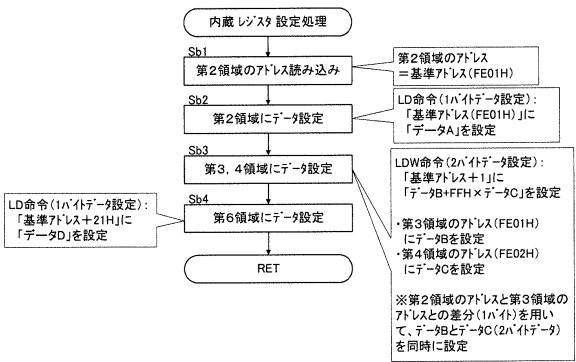 内蔵 レジスタ 設定処理
Sb1
第2領域のアドレス読み込み
第2領域のアドレス
=基準アドレス(FE01H)
Sb2
第2領域にデータ設定
LD命令(1バイトデータ設定):
「基準アドレス(FE01H)」に
「データA」を設定
Sb3
第3,4領域にデータ設定
LDW命令(2バイトデータ設定):
「基準アドレス+1」に
「データB+FFH×データC」を設定
・第3領域のアドレス(FE01H)
にデータBを設定
・第4領域のアドレス(FE02H)
にデータCを設定
※第2領域のアドレスと第3領域の
アドレスとの差分(1バイト)を用い
て、データBとデータC(2バイトデータ)
を同時に設定
Sb4
第6領域にデータ設定
LD命令(1バイトデータ設定):
「基準アドレス+21H」に
「データD」を設定
RET